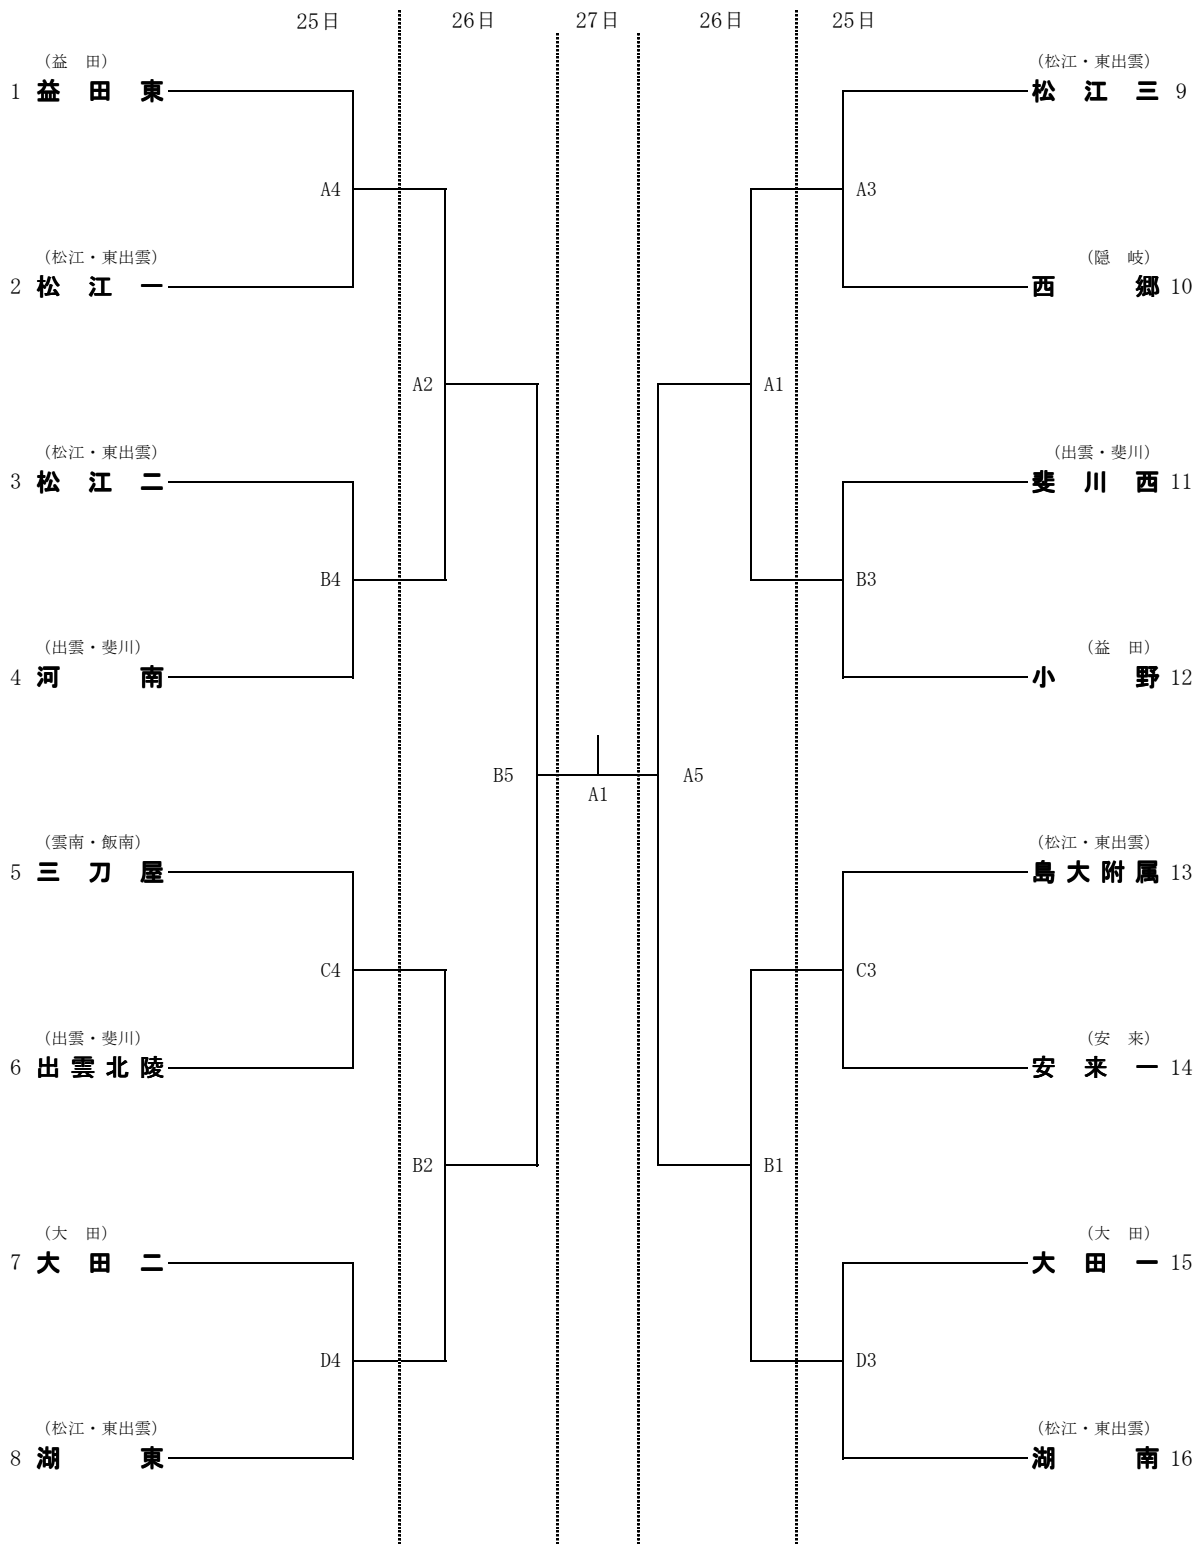 25日 26日 27日 26日 25日
（益　田） （松江・東出雲）
1 益田東 松江三 9
A4 A3
（松江・東出雲） （隠　岐）
2 松江一 西郷 10
A2 A1
（松江・東出雲） （出雲・斐川）
3 松江二 斐川西 11
B4 B3
（出雲・斐川） （益　田）
4 河南 小野 12
B5 A5
A1
（雲南・飯南） （松江・東出雲）
5 三刀屋 島大附属 13
C4 C3
（出雲・斐川） （安　来）
6 出雲北陵 安来一 14
B2 B1
（大　田） （大　田）
7 大田二 大田一 15
D4 D3
（松江・東出雲） （松江・東出雲）
8 湖東 湖南 16